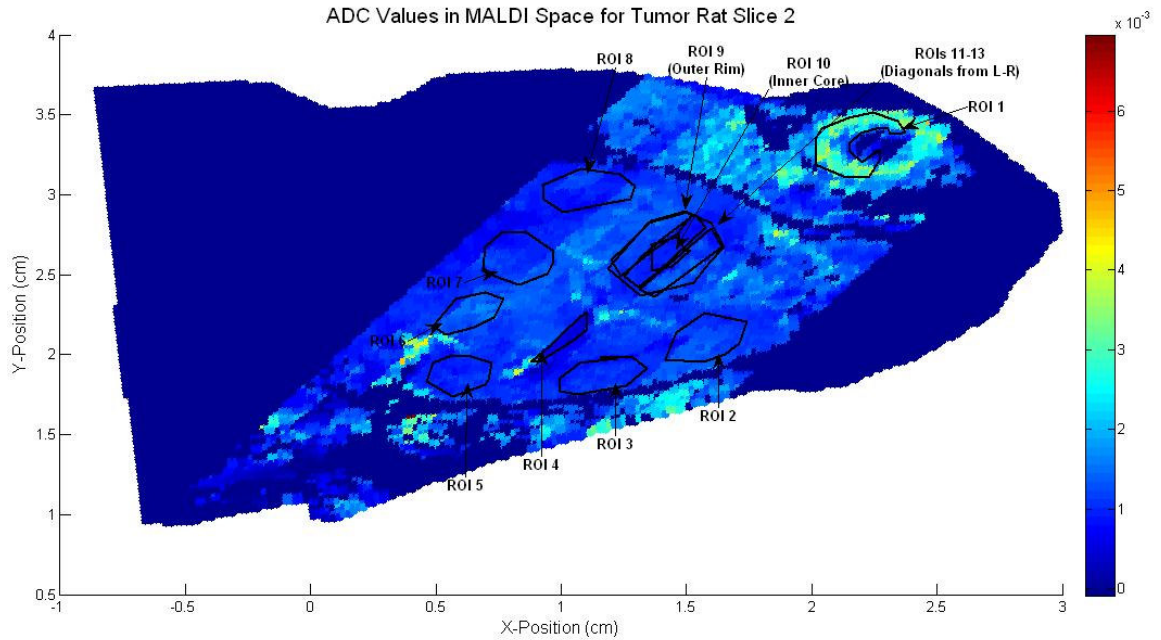 ADC Values in MALDI Space for Tumor Rat Slice 2
x 10⁻³
4
3.5
3
2.5
2
1.5
1
0.5
Y-Position (cm)
ROI 8
ROI 9
(Outer Rim)
ROI 10
(Inner Core)
ROIs 11-13
(Diagonals from L-R)
ROI 1
ROI 7
ROI 6
ROI 5
ROI 4
ROI 3
ROI 2
-1
-0.5
0
0.5
1
1.5
2
2.5
3
X-Position (cm)
6
5
4
3
2
1
0